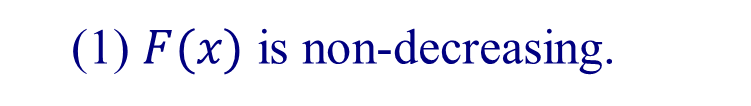 (1) F(x) is non-decreasing.